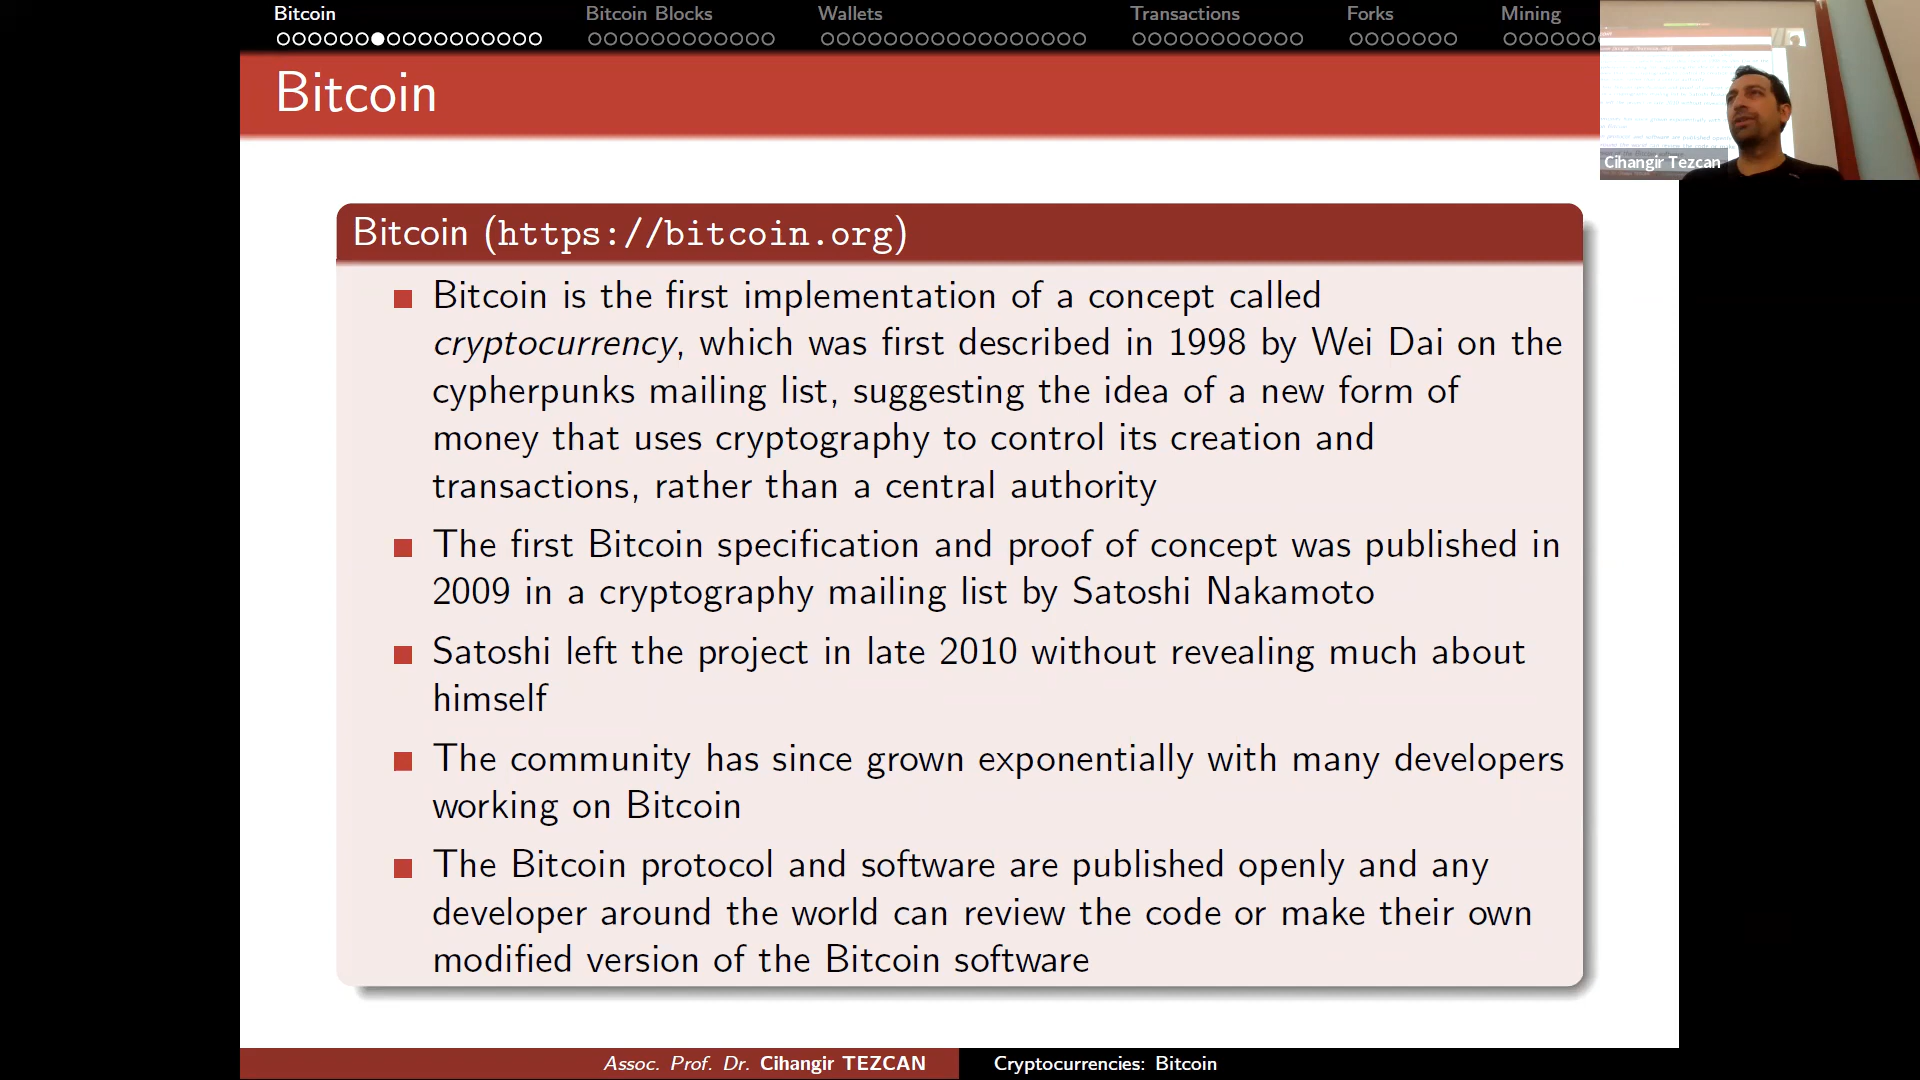 Bitcoin
Bitcoin Blocks
Wallets
Transactions
Forks
Mining
Bitcoin
Cihangir Tezcan
Bitcoin (https://bitcoin.org)
Bitcoin is the first implementation of a concept called
cryptocurrency, which was first described in 1998 by Wei Dai on the
cypherpunks mailing list, suggesting the idea of a new form of
money that uses cryptography to control its creation and
transactions, rather than a central authority
The first Bitcoin specification and proof of concept was published in
2009 in a cryptography mailing list by Satoshi Nakamoto
Satoshi left the project in late 2010 without revealing much about
himself
The community has since grown exponentially with many developers
working on Bitcoin
The Bitcoin protocol and software are published openly and any
developer around the world can review the code or make their own
modified version of the Bitcoin software
Assoc. Prof. Dr. Cihangir TEZCAN
Cryptocurrencies: Bitcoin